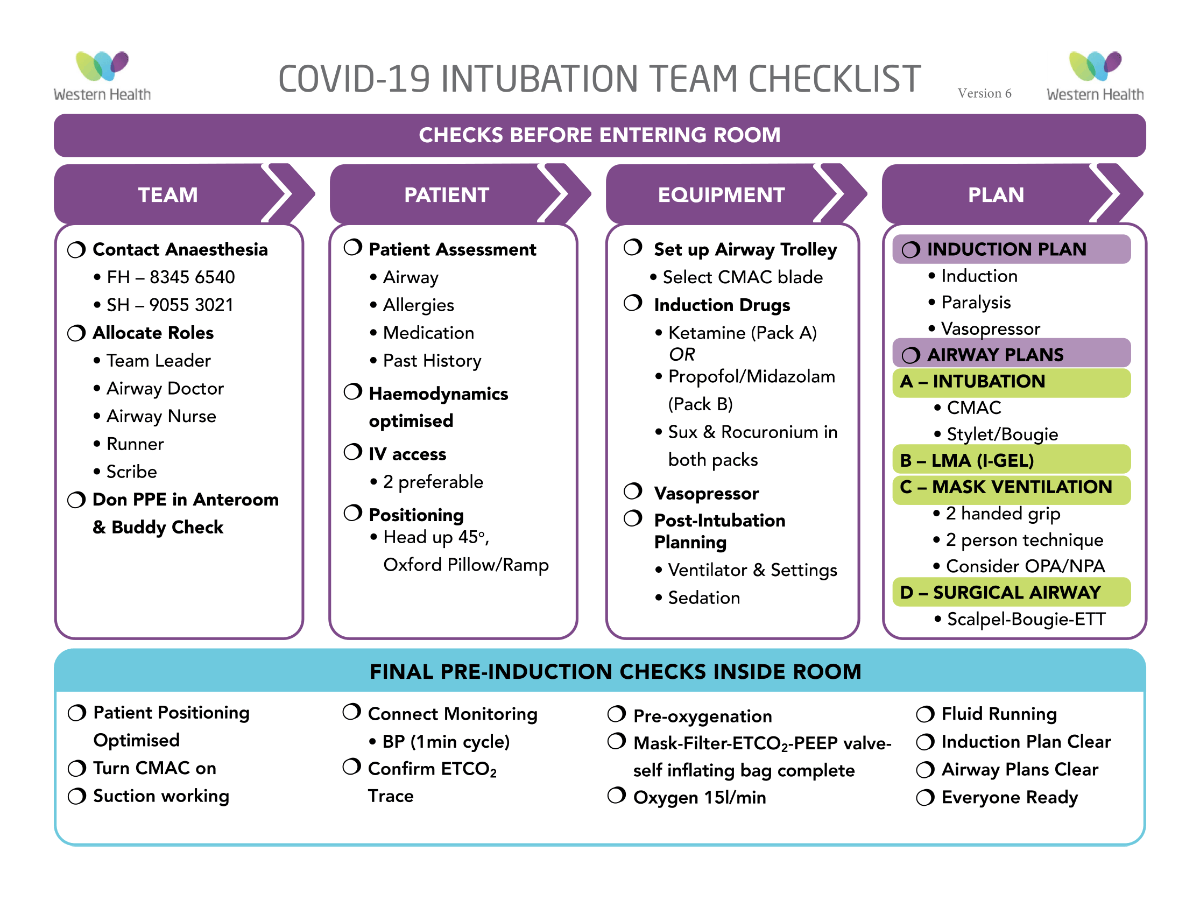 Western Health
COVID-19 INTUBATION TEAM CHECKLIST
Version 6
Western Health
CHECKS BEFORE ENTERING ROOM
TEAM
Contact Anaesthesia
• FH – 8345 6540
• SH – 9055 3021
Allocate Roles
• Team Leader
• Airway Doctor
• Airway Nurse
• Runner
• Scribe
Don PPE in Anteroom
& Buddy Check
PATIENT
Patient Assessment
• Airway
• Allergies
• Medication
• Past History
Haemodynamics
optimised
IV access
• 2 preferable
Positioning
• Head up 45°,
Oxford Pillow/Ramp
EQUIPMENT
Set up Airway Trolley
• Select CMAC blade
Induction Drugs
• Ketamine (Pack A)
OR
• Propofol/Midazolam
(Pack B)
• Sux & Rocuronium in
both packs
Vasopressor
Post-Intubation
Planning
• Ventilator & Settings
• Sedation
PLAN
INDUCTION PLAN
• Induction
• Paralysis
• Vasopressor
AIRWAY PLANS
A – INTUBATION
• CMAC
• Stylet/Bougie
B – LMA (I-GEL)
C – MASK VENTILATION
• 2 handed grip
• 2 person technique
• Consider OPA/NPA
D – SURGICAL AIRWAY
• Scalpel-Bougie-ETT
FINAL PRE-INDUCTION CHECKS INSIDE ROOM
Patient Positioning
Optimised
Turn CMAC on
Suction working
Connect Monitoring
• BP (1min cycle)
Confirm ETCO₂
Trace
Pre-oxygenation
Mask-Filter-ETCO₂-PEEP valve-
self inflating bag complete
Oxygen 15l/min
Fluid Running
Induction Plan Clear
Airway Plans Clear
Everyone Ready